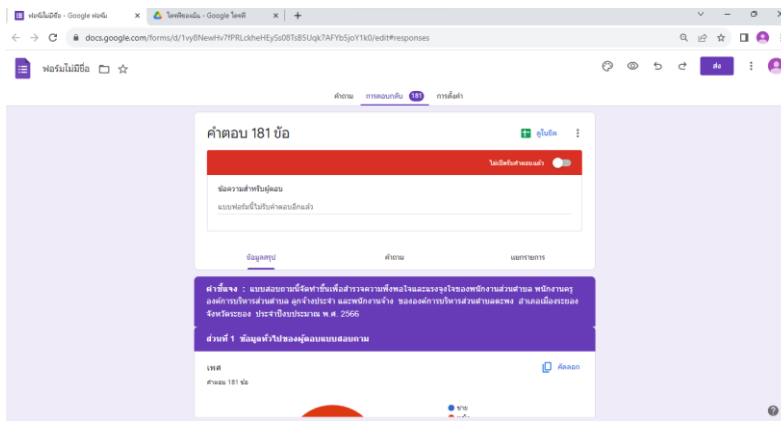 ฟอร์มไม่มีชื่อ - Google ฟอร์ม
ไดรฟ์ของฉัน - Google ไดรฟ์
docs.google.com/forms/d/1vy8NewHv7fPRLckheHEySs08TsB5Uqk7AFYb5joY1k0/edit#responses
ฟอร์มไม่มีชื่อ
ส่ง
คำถาม การตอบกลับ 181 การตั้งค่า
คำตอบ 181 ข้อ
ดูในชีต
ไม่เปิดรับคำตอบแล้ว
ข้อความสำหรับผู้ตอบ
แบบฟอร์มนี้ไม่รับคำตอบอีกแล้ว
ข้อมูลสรุป คำถาม แยกรายการ
คำชี้แจง : แบบสอบถามนี้จัดทำขึ้นเพื่อสำรวจความพึงพอใจและแรงจูงใจของพนักงานส่วนตำบล พนักงานครู
องค์การบริหารส่วนตำบล ลูกจ้างประจำ และพนักงานจ้าง ขององค์การบริหารส่วนตำบลตะพง อำเภอเมืองระยอง
จังหวัดระยอง ประจำปีงบประมาณ พ.ศ. 2566
ส่วนที่ 1 ข้อมูลทั่วไปของผู้ตอบแบบสอบถาม
เพศ
คัดลอก
คำตอบ 181 ข้อ
ชาย